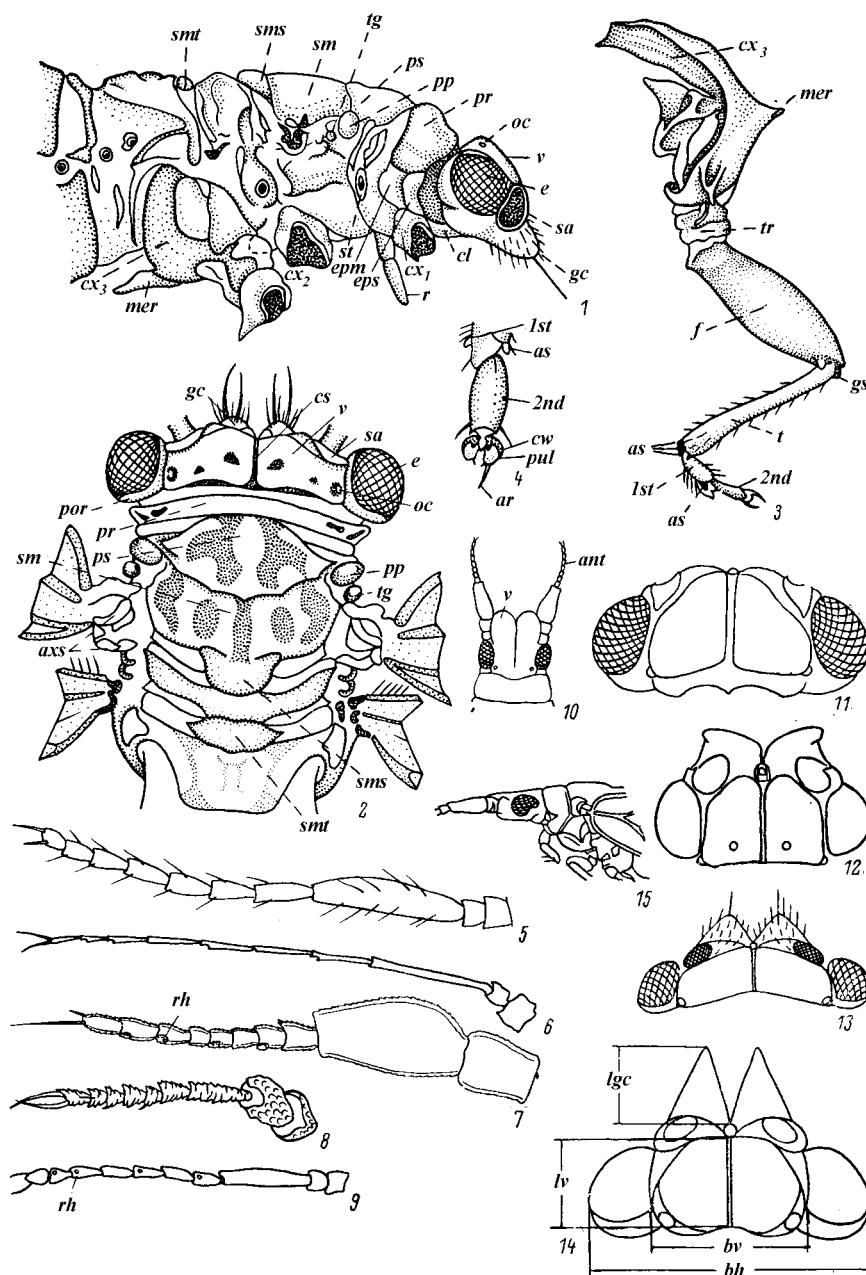 smt sms sm tg ps pp pr oc v e sa gc
cx3 mer cx2 st epm eps cx1 cl r 1
cx3 mer tr f gs t as 1st as 2nd 3
1st as 2nd cw pul ar 4
gc cs v sa e oc por pr ps sm pp tg axs sms smt 2
ant v 10
11
12
15
13
5
6
rh 7
8
rh 9
lgc lv bv bh 14